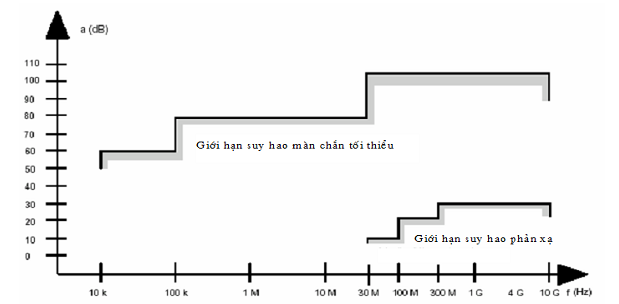 a (dB)
110
100
90
80
70
60
50
40
30
20
10
0
Giới hạn suy hao màn chắn tối thiểu
Giới hạn suy hao phản xạ
10 k
100 k
1 M
10 M
30 M
100 M
300 M
1 G
4 G
10 G
f (Hz)